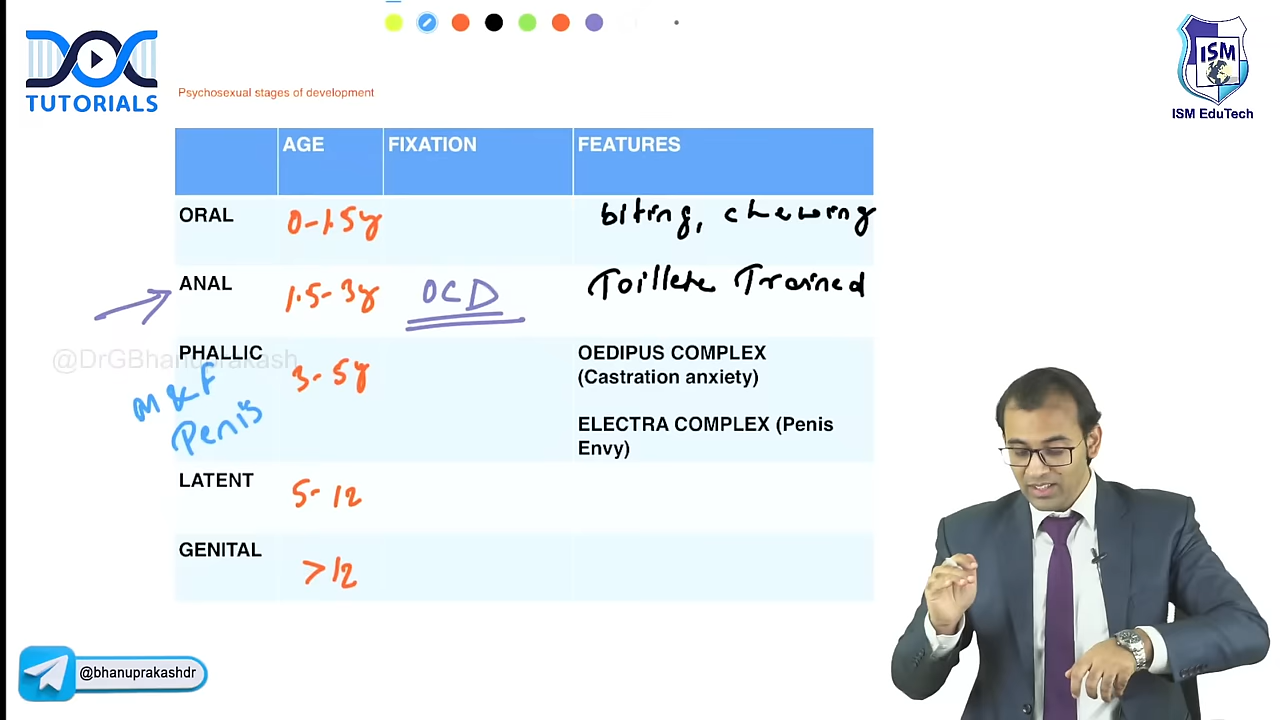 DOC
TUTORIALS
ISM
ISM EduTech
Psychosexual stages of development
AGE FIXATION FEATURES
ORAL 0-1.5y biting, chewing
ANAL 1.5-3y OCD Toillete Trained
@DrGBhanuprakash
PHALLIC 3-5y OEDIPUS COMPLEX
(Castration anxiety)
M & F
Penis
ELECTRA COMPLEX (Penis
Envy)
LATENT 5-12
GENITAL >12
@bhanuprakashdr